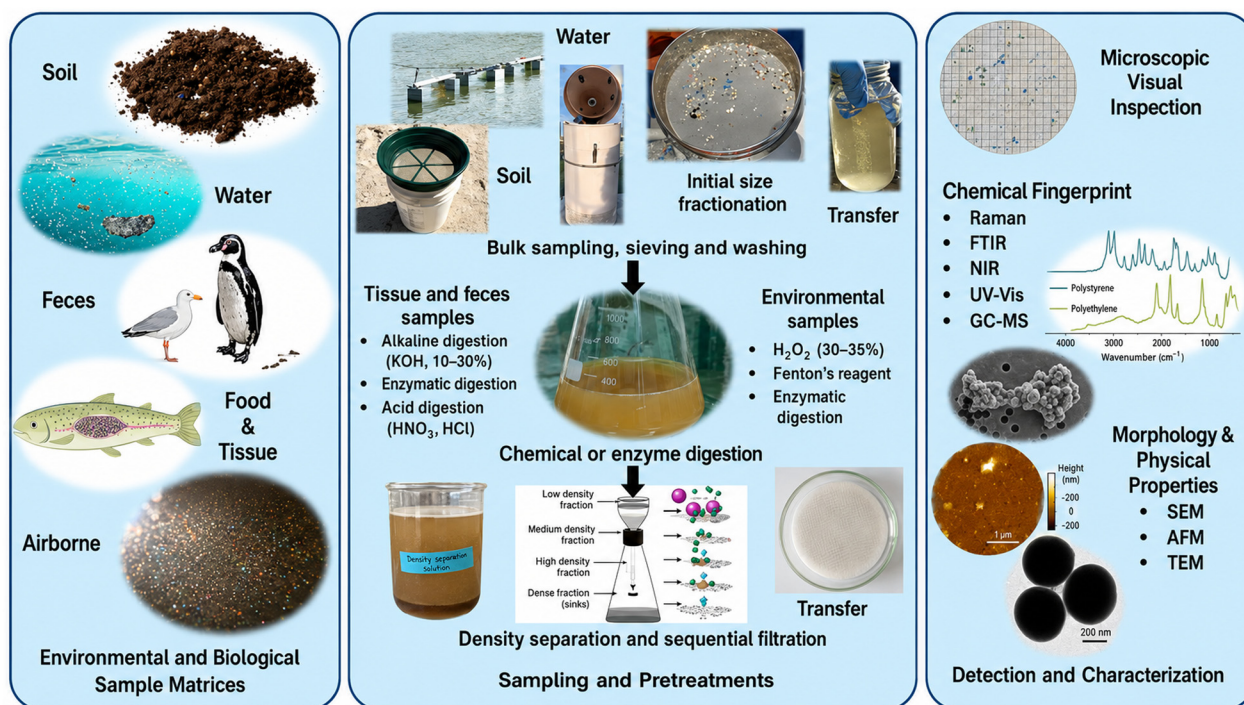 Soil
Water
Feces
Food
&
Tissue
Airborne
Environmental and Biological
Sample Matrices
Water
Soil
Initial size
fractionation
Transfer
Bulk sampling, sieving and washing
Tissue and feces
samples
• Alkaline digestion
(KOH, 10–30%)
• Enzymatic digestion
• Acid digestion
(HNO₃, HCl)
1000
800
600
400
Environmental
samples
• H₂O₂ (30–35%)
• Fenton's reagent
• Enzymatic
digestion
Chemical or enzyme digestion
Density separation
solution
Low density
fraction
Medium density
fraction
High density
fraction
Dense fraction
(sinks)
Transfer
Density separation and sequential filtration
Sampling and Pretreatments
Microscopic
Visual
Inspection
Chemical Fingerprint
• Raman
• FTIR
• NIR
• UV-Vis
• GC-MS
Polystyrene
Polyethylene
4000 3000 2000 1000 400
Wavenumber (cm⁻¹)
Height
(nm)
-200
0
-200
1 µm
Morphology &
Physical
Properties
• SEM
• AFM
• TEM
200 nm
Detection and Characterization